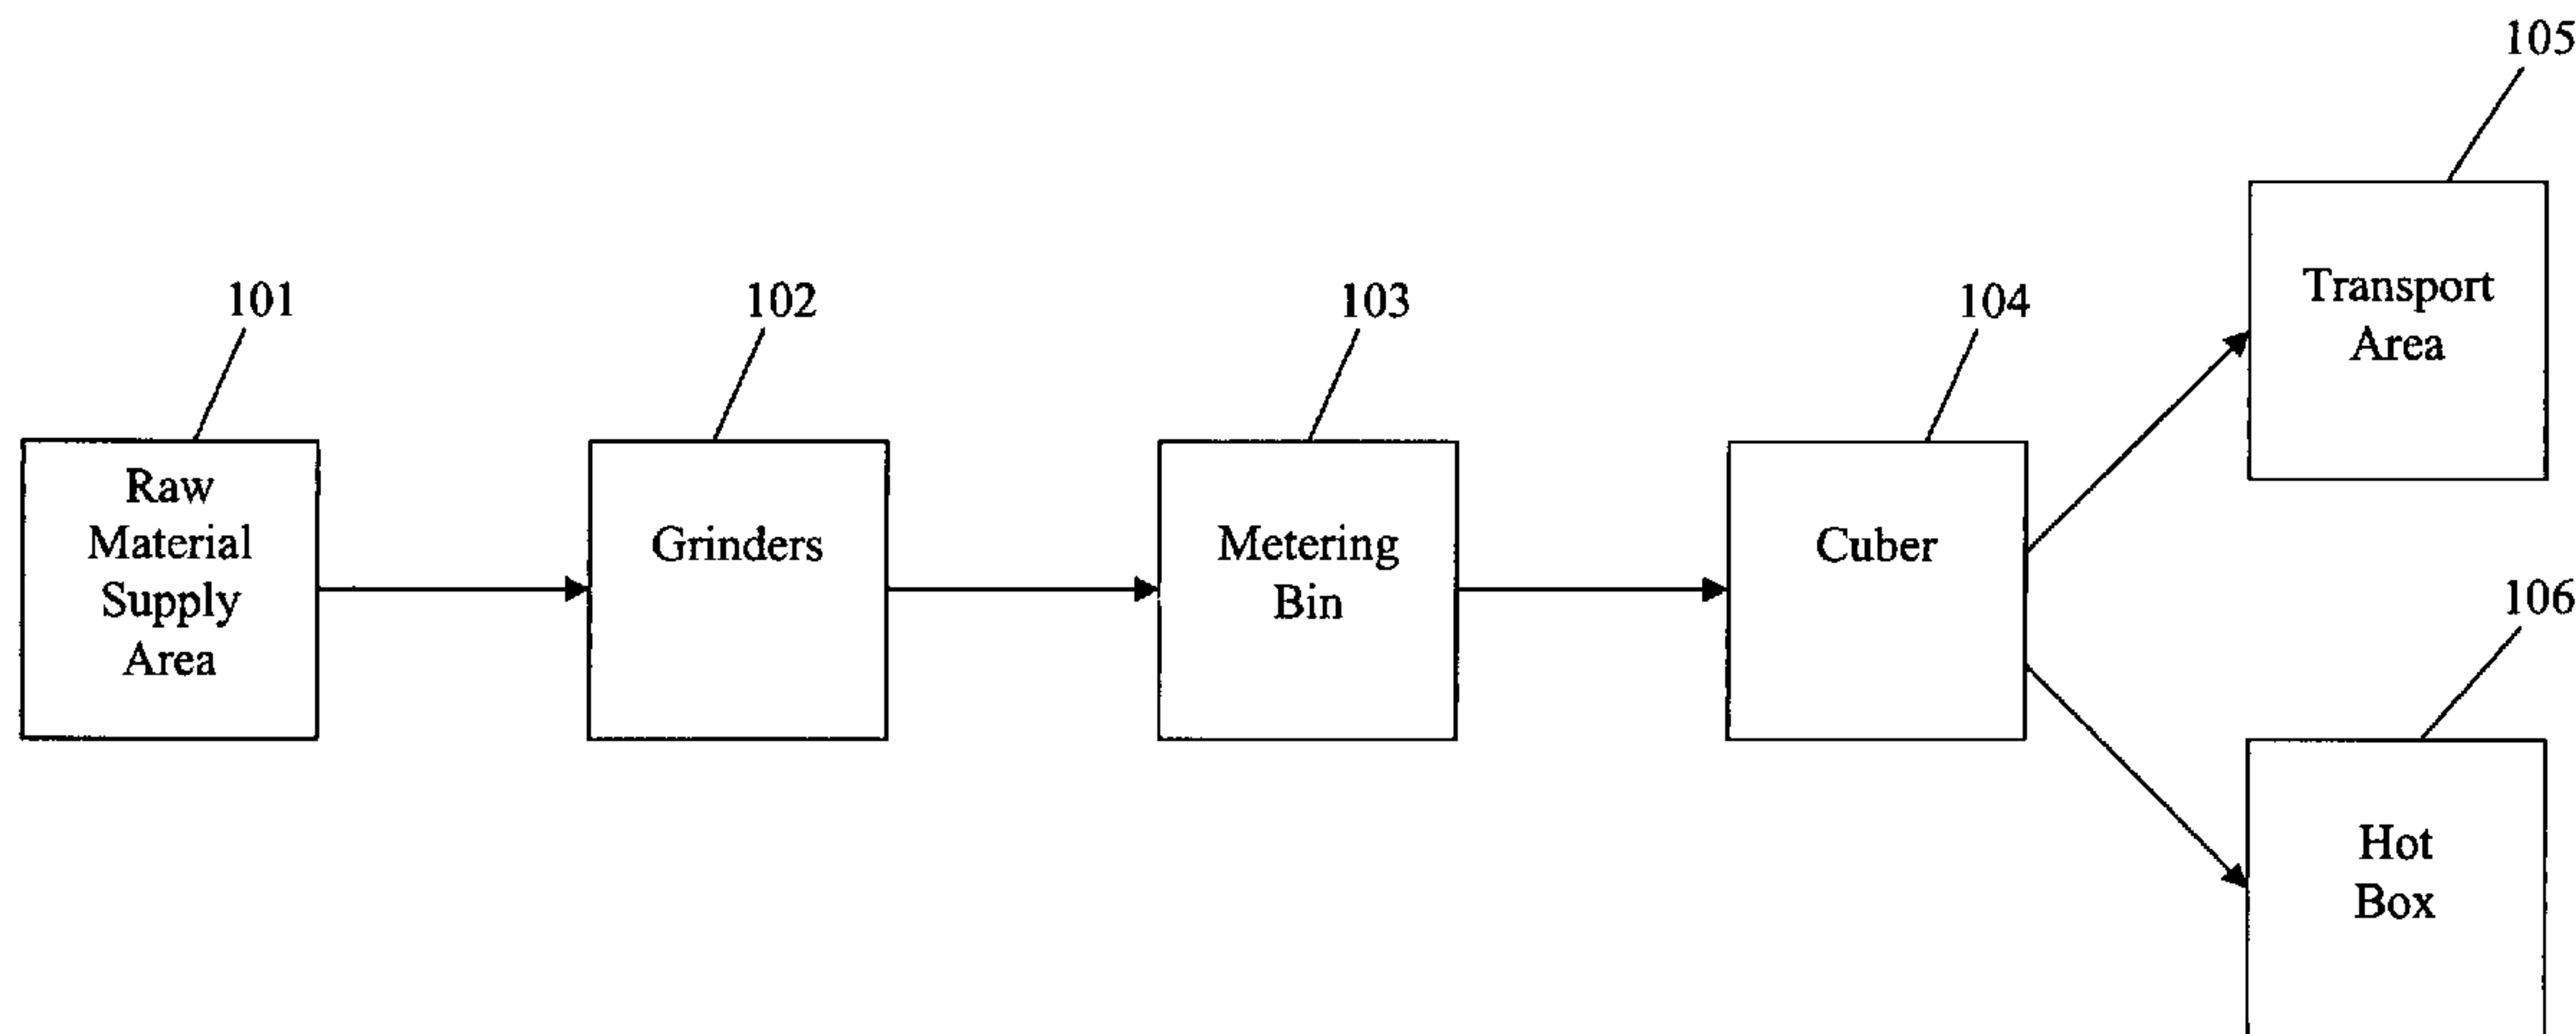 105
Transport
Area
101
102
103
104
Raw
Material
Supply
Area
Grinders
Metering
Bin
Cuber
106
Hot
Box